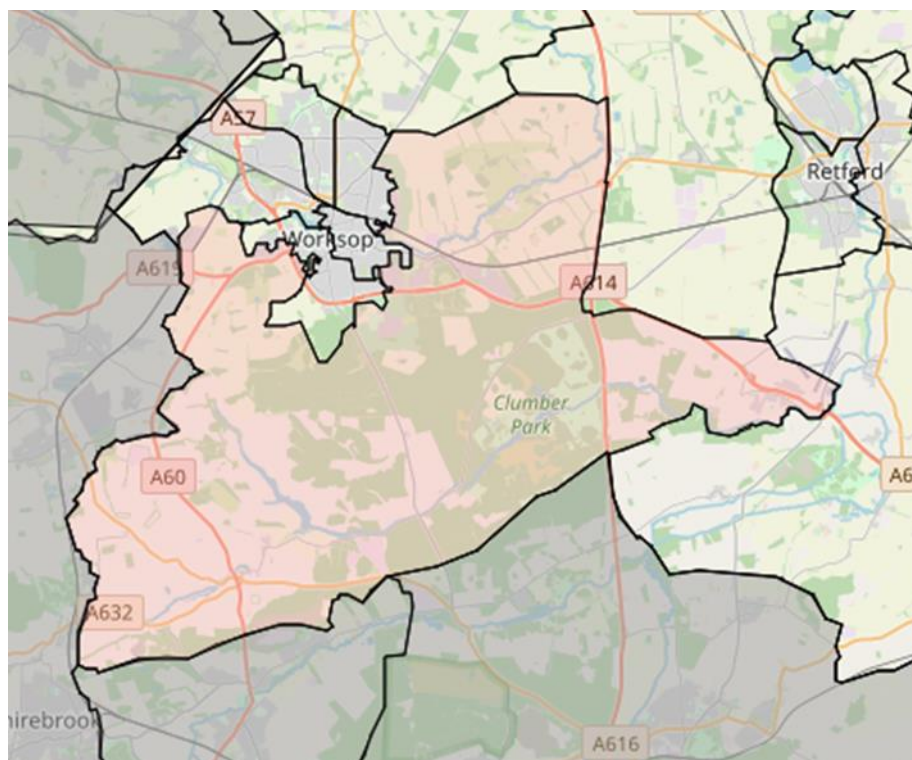 A57
Retford
Worksop
A619
A614
Clumber
Park
A60
A6
A632
hirebrook
A616